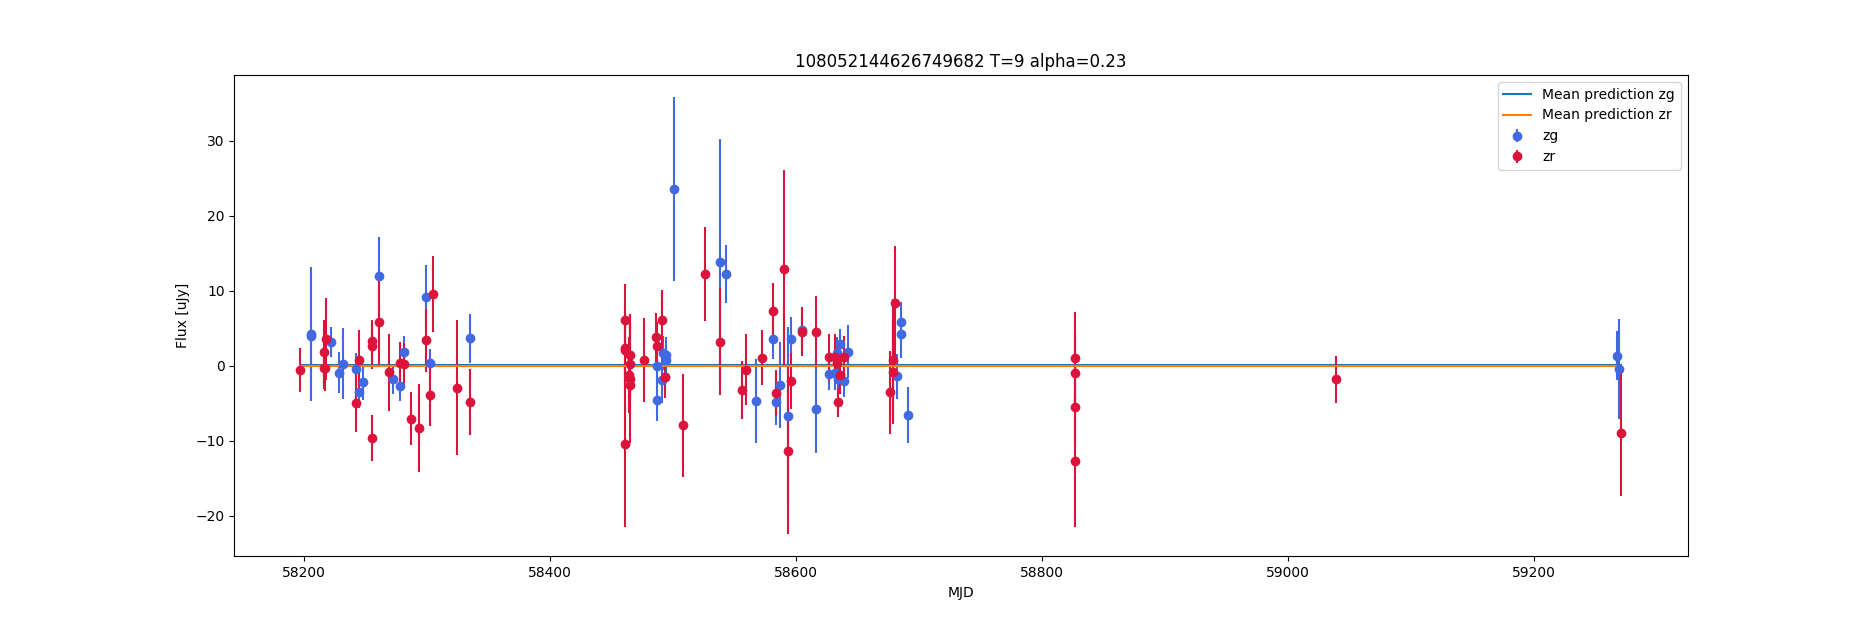 108052144626749682 T=9 alpha=0.23
Mean prediction zg
Mean prediction zr
zg
zr
Flux [uJy]
30
20
10
0
−10
−20
58200 58400 58600 58800 59000 59200
MJD